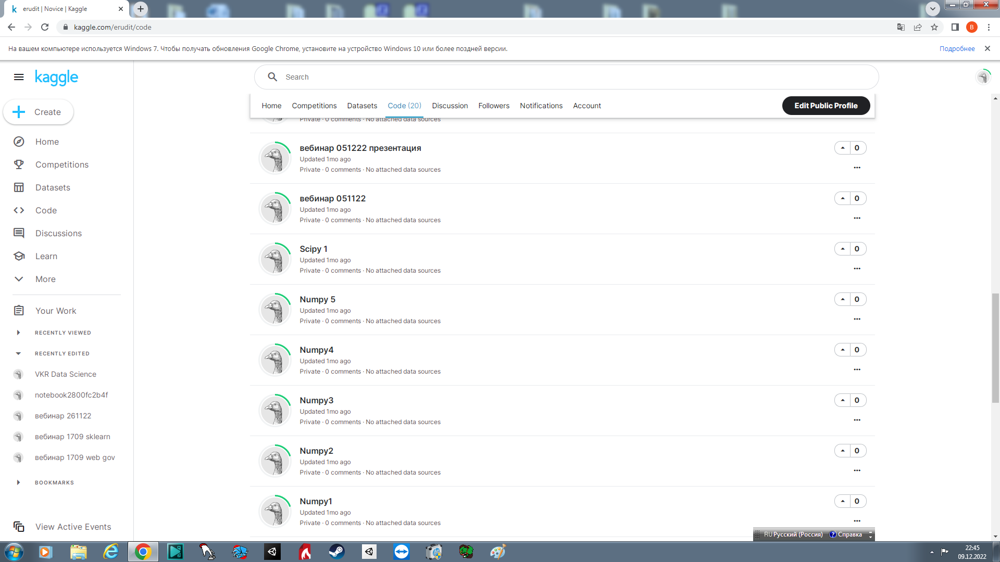 erudit | Novice | Kaggle
kaggle.com/erudit/code
B
На вашем компьютере используется Windows 7. Чтобы получать обновления Google Chrome, установите на устройство Windows 10 или более поздней версии.
Подробнее
kaggle
Search
Create
Home
Competitions
Datasets
Code
Discussions
Learn
More
Your Work
RECENTLY VIEWED
RECENTLY EDITED
VKR Data Science
notebook2800fc2b4f
вебинар 261122
вебинар 1709 sklearn
вебинар 1709 web gov
BOOKMARKS
View Active Events
Home Competitions Datasets Code (20) Discussion Followers Notifications Account
Edit Public Profile
Private · 0 comments · No attached data sources
вебинар 051222 презентация
Updated 1mo ago
Private · 0 comments · No attached data sources
0
вебинар 051122
Updated 1mo ago
Private · 0 comments · No attached data sources
0
Scipy 1
Updated 1mo ago
Private · 0 comments · No attached data sources
0
Numpy 5
Updated 1mo ago
Private · 0 comments · No attached data sources
0
Numpy4
Updated 1mo ago
Private · 0 comments · No attached data sources
0
Numpy3
Updated 1mo ago
Private · 0 comments · No attached data sources
0
Numpy2
Updated 1mo ago
Private · 0 comments · No attached data sources
0
Numpy1
Updated 1mo ago
Private · 0 comments · No attached data sources
0
RU Русский (Россия) Справка
22:45
09.12.2022